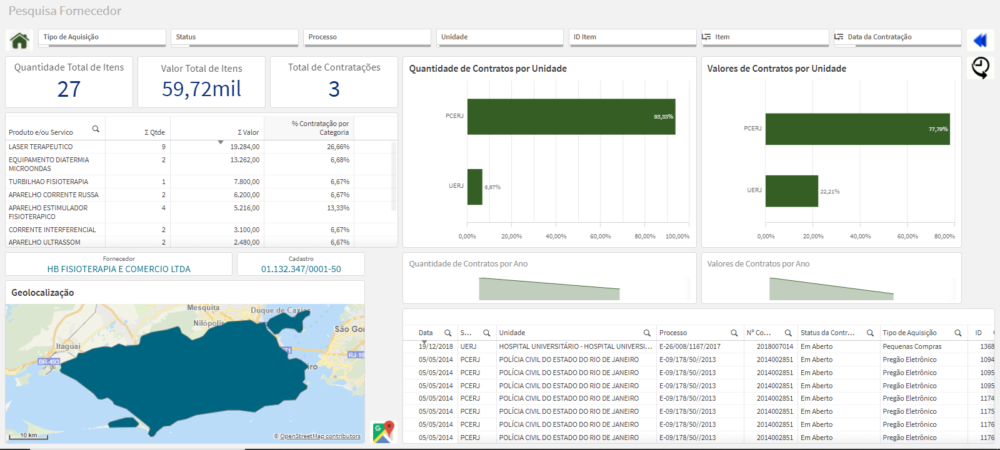 Pesquisa Fornecedor
Tipo de Aquisição
Status
Processo
Unidade
ID Item
Item
Data da Contratação
Quantidade Total de Itens
27
Valor Total de Itens
59,72mil
Total de Contratações
3
Produto e/ou Servico Σ Qtde Σ Valor % Contratação por
Categoria
LASER TERAPEUTICO 9 19.284,00 26,66%
EQUIPAMENTO DIATERMIA 2 13.262,00 6,68%
MICROONDAS
TURBILHAO FISIOTERAPIA 1 7.800,00 6,67%
APARELHO CORRENTE RUSSA 2 6.200,00 6,67%
APARELHO ESTIMULADOR 4 5.216,00 13,33%
FISIOTERAPICO
CORRENTE INTERFERENCIAL 2 3.100,00 6,67%
APARELHO ULTRASSOM 2 2.480,00 6,67%
Quantidade de Contratos por Unidade
PCERJ 93,33%
UERJ 6,67%
0,00% 20,00% 40,00% 60,00% 80,00% 100,00%
Valores de Contratos por Unidade
PCERJ 77,79%
UERJ 22,21%
0,00% 20,00% 40,00% 60,00% 80,00%
Fornecedor
HB FISIOTERAPIA E COMERCIO LTDA
Cadastro
01.132.347/0001-50
Quantidade de Contratos por Ano
Valores de Contratos por Ano
Geolocalização
Mesquita
Duque de Caxias
Nilópolis
São Gon
Itaguaí
BR-493
71
RJ-10
iro
10 km
© OpenStreetMap contributors
G
Data S... Unidade Processo Nº Co... Status da Contr... Tipo de Aquisição ID
19/12/2018 UERJ HOSPITAL UNIVERSITÁRIO - HOSPITAL UNIVERSI... E-26/008/1167/2017 2018007014 Em Aberto Pequenas Compras 1368
05/05/2014 PCERJ POLÍCIA CIVIL DO ESTADO DO RIO DE JANEIRO E-09/178/50//2013 2014002851 Em Aberto Pregão Eletrônico 1094
05/05/2014 PCERJ POLÍCIA CIVIL DO ESTADO DO RIO DE JANEIRO E-09/178/50//2013 2014002851 Em Aberto Pregão Eletrônico 1095
05/05/2014 PCERJ POLÍCIA CIVIL DO ESTADO DO RIO DE JANEIRO E-09/178/50//2013 2014002851 Em Aberto Pregão Eletrônico 1095
05/05/2014 PCERJ POLÍCIA CIVIL DO ESTADO DO RIO DE JANEIRO E-09/178/50//2013 2014002851 Em Aberto Pregão Eletrônico 1174
05/05/2014 PCERJ POLÍCIA CIVIL DO ESTADO DO RIO DE JANEIRO E-09/178/50//2013 2014002851 Em Aberto Pregão Eletrônico 1175
05/05/2014 PCERJ POLÍCIA CIVIL DO ESTADO DO RIO DE JANEIRO E-09/178/50//2013 2014002851 Em Aberto Pregão Eletrônico 1176
05/05/2014 PCERJ POLÍCIA CIVIL DO ESTADO DO RIO DE JANEIRO E-09/178/50//2013 2014002851 Em Aberto Pregão Eletrônico 1176